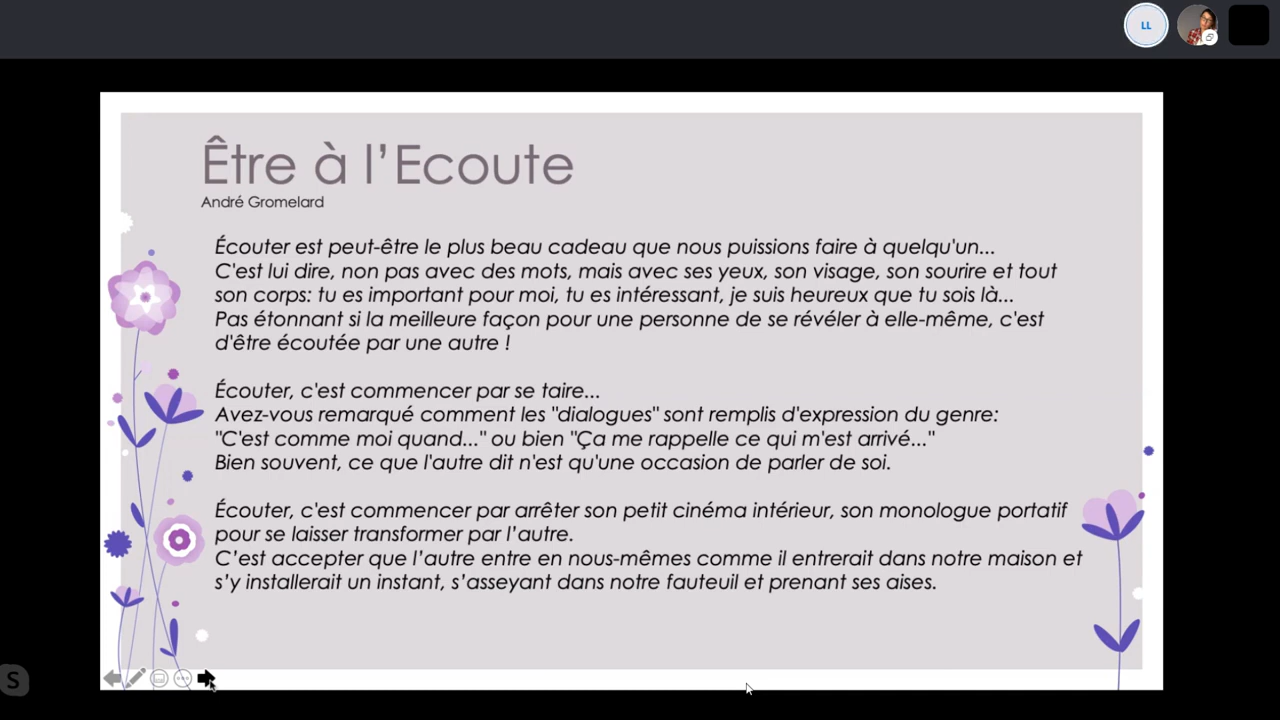 LL
Être à l’Ecoute
André Gromelard
Écouter est peut-être le plus beau cadeau que nous puissions faire à quelqu'un...
C'est lui dire, non pas avec des mots, mais avec ses yeux, son visage, son sourire et tout
son corps: tu es important pour moi, tu es intéressant, je suis heureux que tu sois là...
Pas étonnant si la meilleure façon pour une personne de se révéler à elle-même, c'est
d'être écoutée par une autre !
Écouter, c'est commencer par se taire...
Avez-vous remarqué comment les "dialogues" sont remplis d'expression du genre:
"C'est comme moi quand..." ou bien "Ça me rappelle ce qui m'est arrivé..."
Bien souvent, ce que l'autre dit n'est qu'une occasion de parler de soi.
Écouter, c'est commencer par arrêter son petit cinéma intérieur, son monologue portatif
pour se laisser transformer par l’autre.
C’est accepter que l’autre entre en nous-mêmes comme il entrerait dans notre maison et
s’y installerait un instant, s’asseyant dans notre fauteuil et prenant ses aises.
S